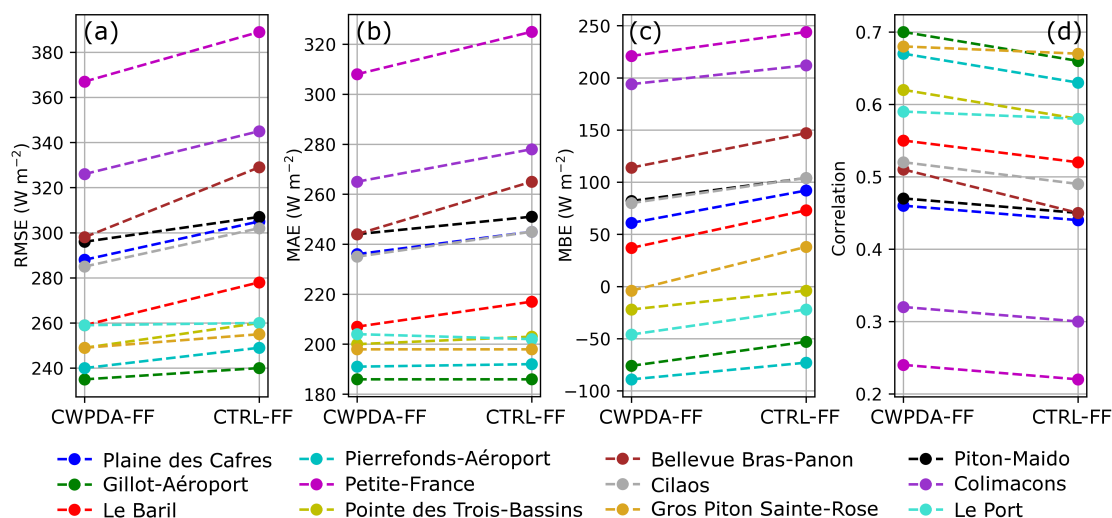 (a)
RMSE (W m⁻²)
380
360
340
320
300
280
260
240
CWPDA-FF CTRL-FF
(b)
MAE (W m⁻²)
320
300
280
260
240
220
200
180
CWPDA-FF CTRL-FF
(c)
MBE (W m⁻²)
250
200
150
100
50
0
−50
−100
CWPDA-FF CTRL-FF
(d)
Correlation
0.7
0.6
0.5
0.4
0.3
0.2
CWPDA-FF CTRL-FF
Plaine des Cafres
Gillot-Aéroport
Le Baril
Pierrefonds-Aéroport
Petite-France
Pointe des Trois-Bassins
Bellevue Bras-Panon
Cilaos
Gros Piton Sainte-Rose
Piton-Maido
Colimacons
Le Port